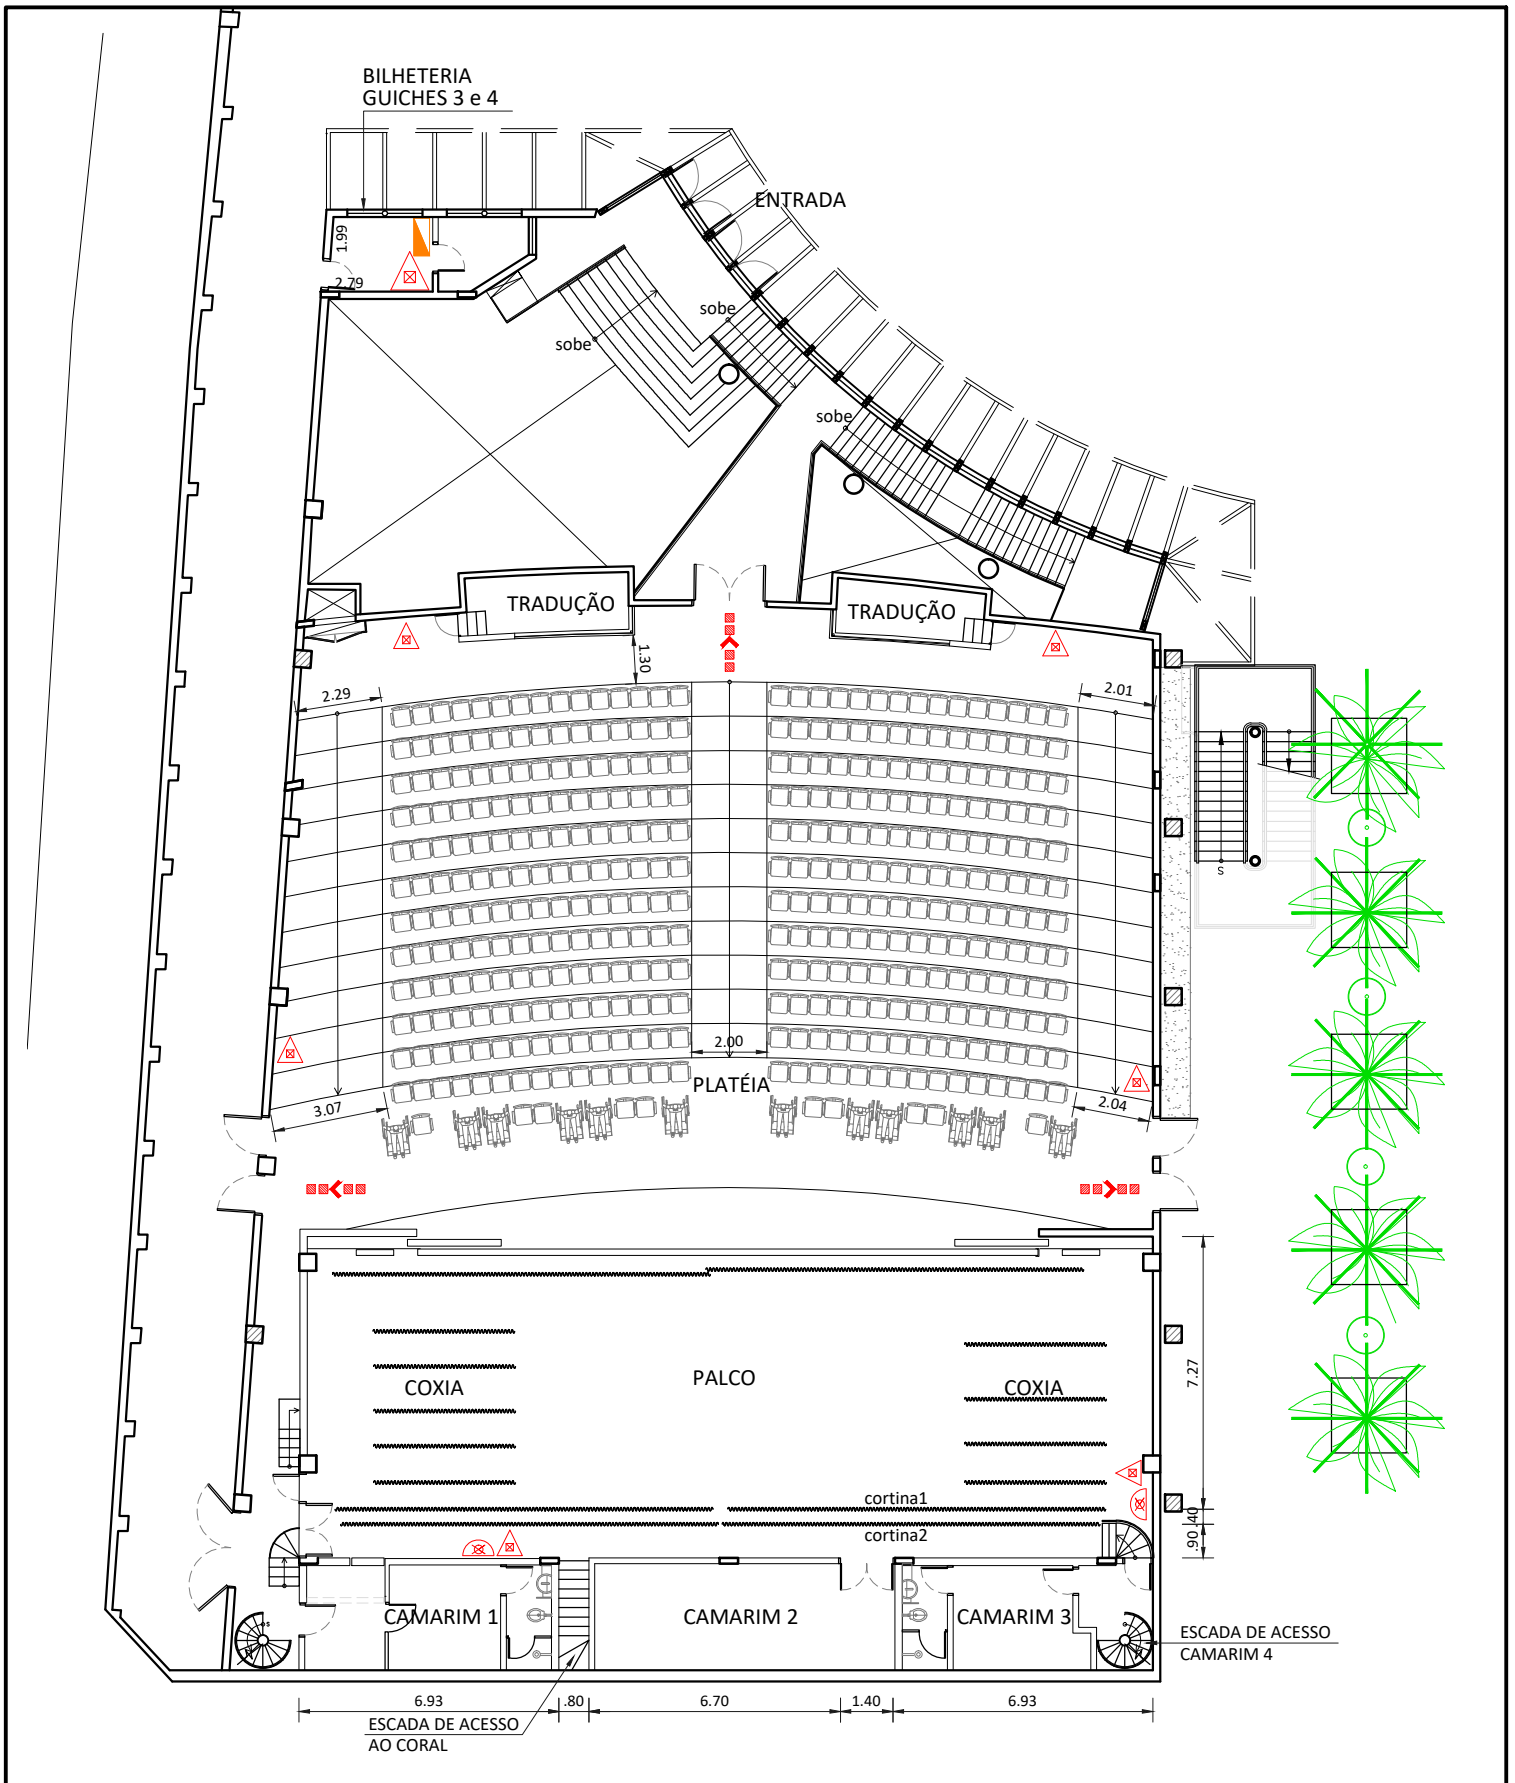 BILHETERIA
GUICHES 3 e 4
ENTRADA
1.99
2.79
sobe
sobe
sobe
TRADUÇÃO
TRADUÇÃO
1.30
2.29
2.01
S
2.00
PLATÉIA
3.07
2.04
COXIA
PALCO
COXIA
7.27
cortina1
.40
cortina2
.90
CAMARIM 1
CAMARIM 2
CAMARIM 3
s
ESCADA DE ACESSO
CAMARIM 4
6.93
.80
6.70
1.40
6.93
ESCADA DE ACESSO
AO CORAL